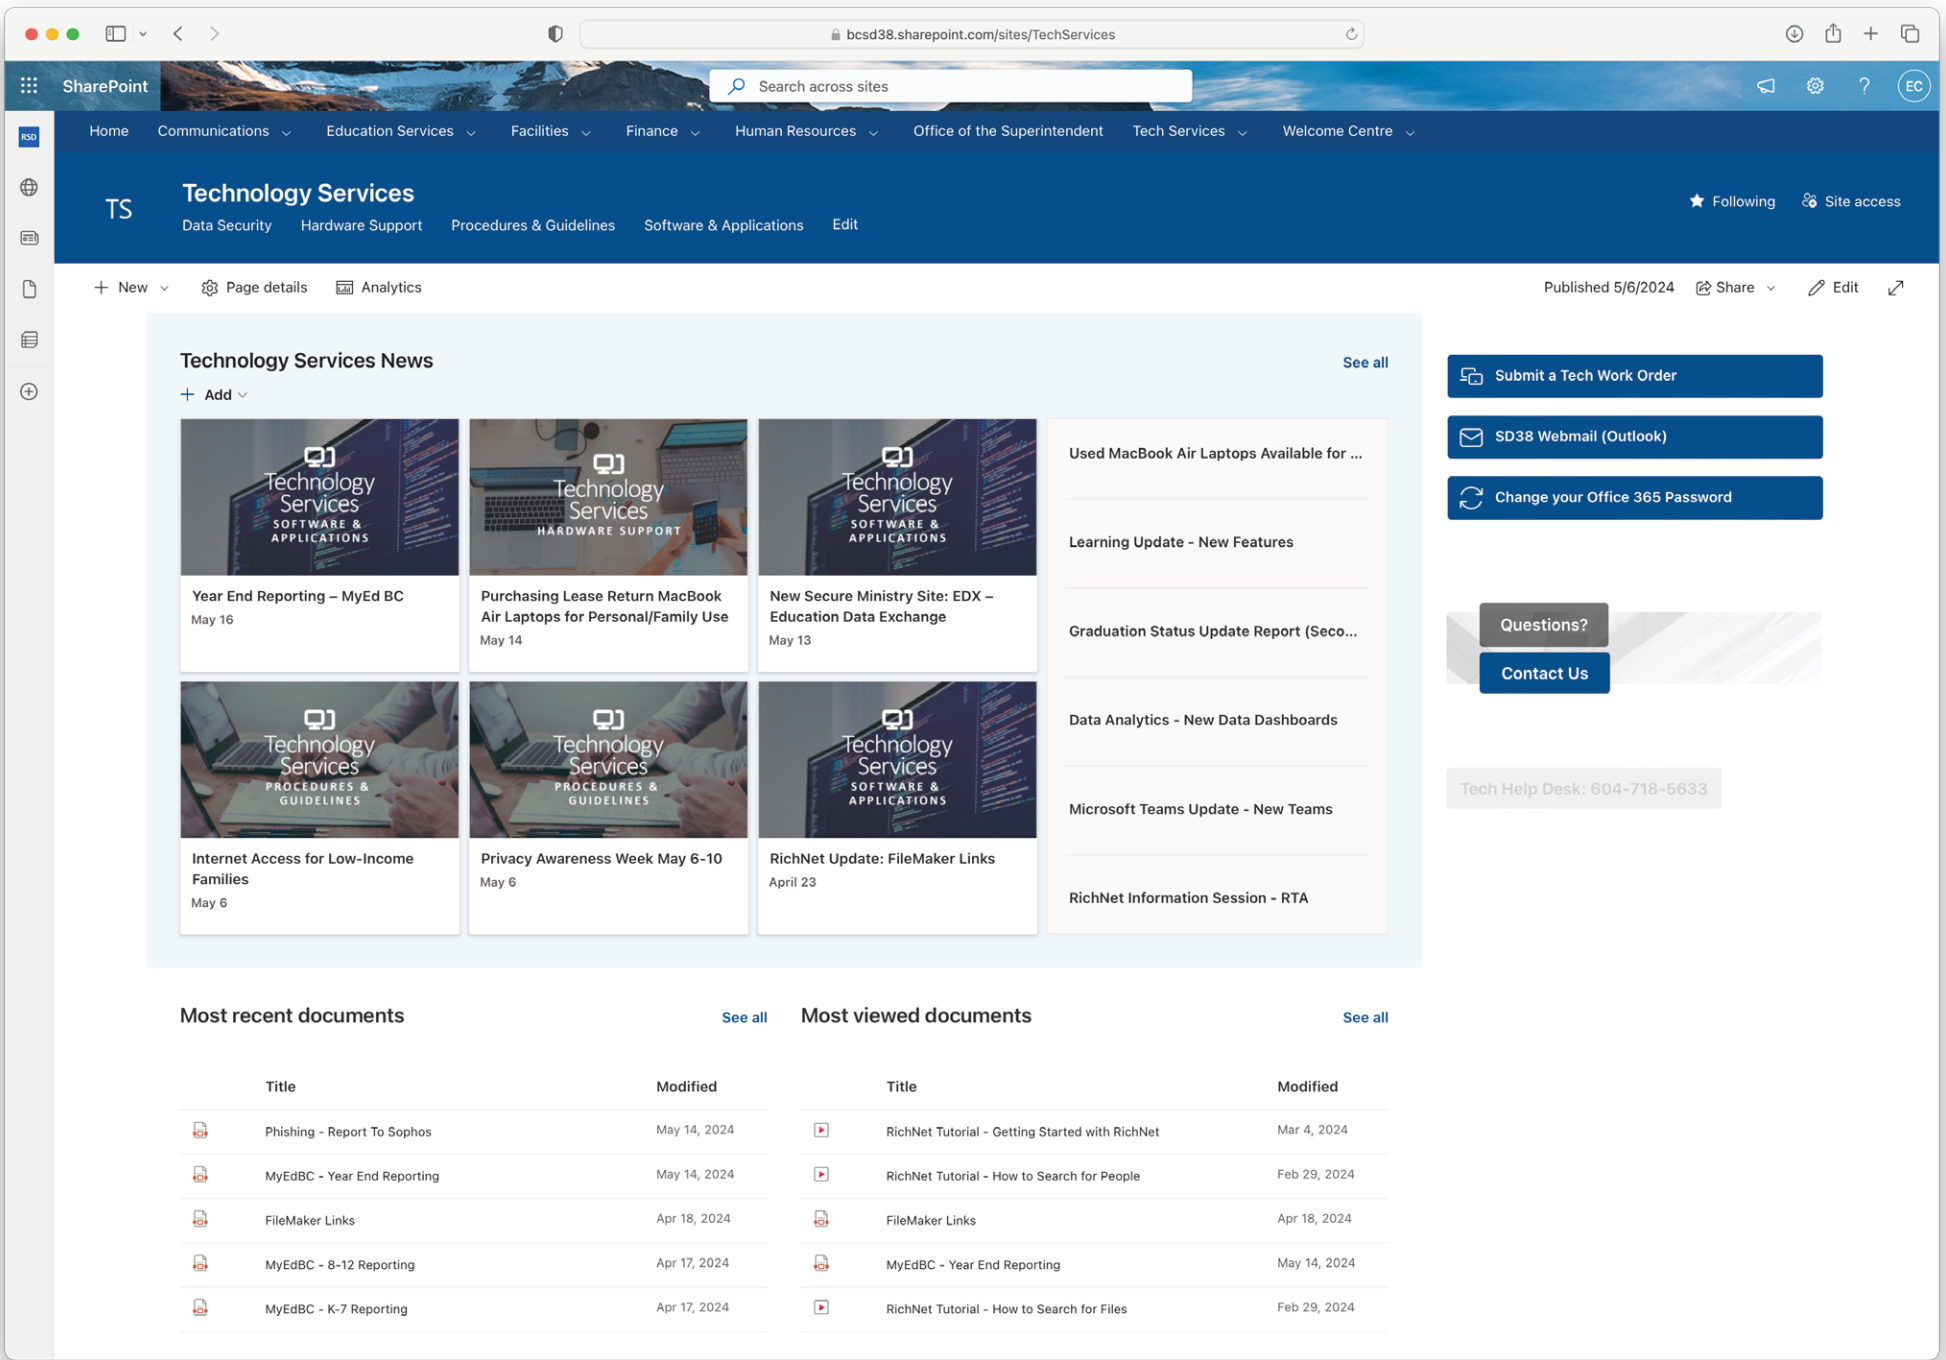 bcsd38.sharepoint.com/sites/TechServices
SharePoint
Search across sites
EC
RSD
Home Communications Education Services Facilities Finance Human Resources Office of the Superintendent Tech Services Welcome Centre
TS
Technology Services
Data Security Hardware Support Procedures & Guidelines Software & Applications Edit
Following Site access
New Page details Analytics
Published 5/6/2024 Share Edit
Technology Services News
See all
Add
Technology
Services
SOFTWARE &
APPLICATIONS
Year End Reporting – MyEd BC
May 16
Technology
Services
HARDWARE SUPPORT
Purchasing Lease Return MacBook
Air Laptops for Personal/Family Use
May 14
Technology
Services
SOFTWARE &
APPLICATIONS
New Secure Ministry Site: EDX –
Education Data Exchange
May 13
Technology
Services
PROCEDURES &
GUIDELINES
Internet Access for Low-Income
Families
May 6
Technology
Services
PROCEDURES &
GUIDELINES
Privacy Awareness Week May 6-10
May 6
Technology
Services
SOFTWARE &
APPLICATIONS
RichNet Update: FileMaker Links
April 23
Used MacBook Air Laptops Available for ...
Learning Update - New Features
Graduation Status Update Report (Seco...
Data Analytics - New Data Dashboards
Microsoft Teams Update - New Teams
RichNet Information Session - RTA
Submit a Tech Work Order
SD38 Webmail (Outlook)
Change your Office 365 Password
Questions?
Contact Us
Tech Help Desk: 604-718-5633
Most recent documents
See all
Title Modified
Phishing - Report To Sophos May 14, 2024
MyEdBC - Year End Reporting May 14, 2024
FileMaker Links Apr 18, 2024
MyEdBC - 8-12 Reporting Apr 17, 2024
MyEdBC - K-7 Reporting Apr 17, 2024
Most viewed documents
See all
Title Modified
RichNet Tutorial - Getting Started with RichNet Mar 4, 2024
RichNet Tutorial - How to Search for People Feb 29, 2024
FileMaker Links Apr 18, 2024
MyEdBC - Year End Reporting May 14, 2024
RichNet Tutorial - How to Search for Files Feb 29, 2024